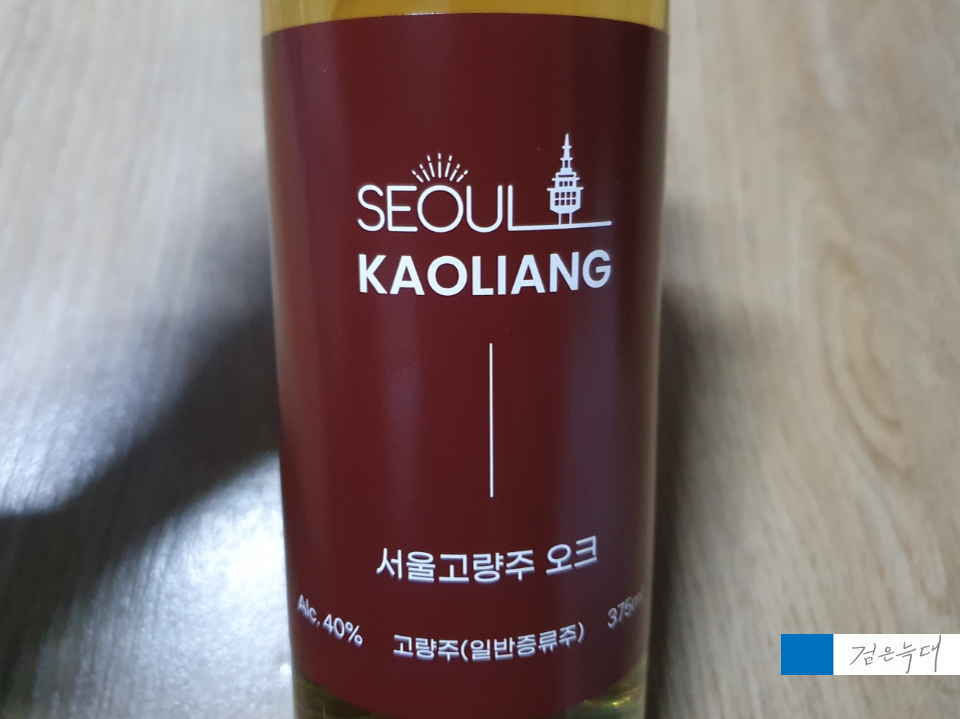 SEOUL
KAOLIANG
서울고량주 오크
Alc. 40%
고량주(일반증류주)
375ml
검은늑대